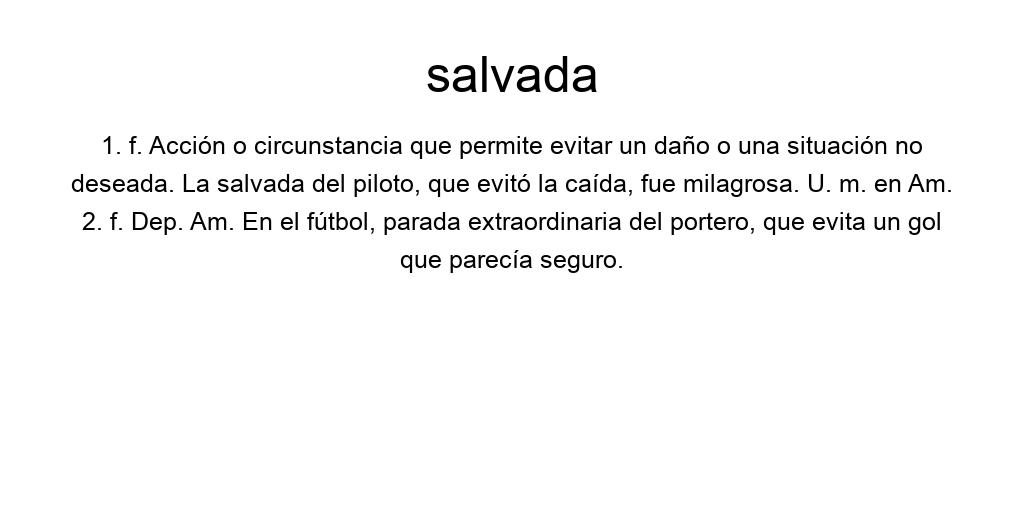 salvada
1. f. Acción o circunstancia que permite evitar un daño o una situación no
deseada. La salvada del piloto, que evitó la caída, fue milagrosa. U. m. en Am.
2. f. Dep. Am. En el fútbol, parada extraordinaria del portero, que evita un gol
que parecía seguro.